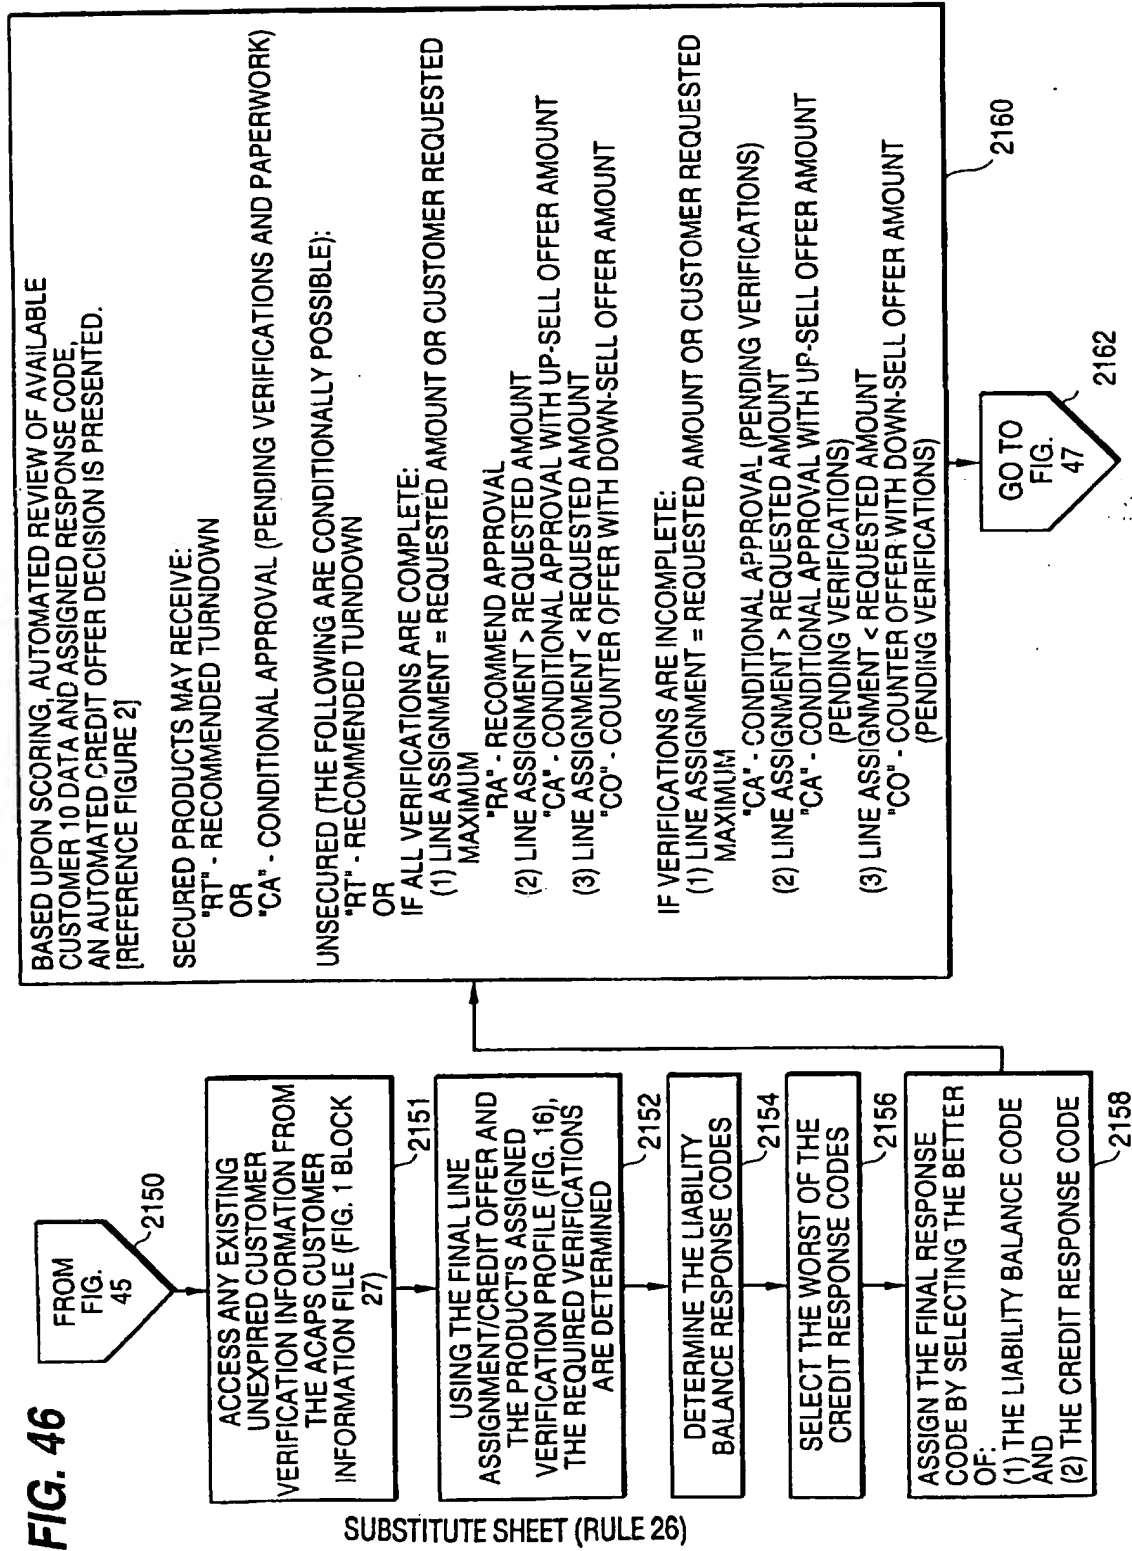 FIG. 46
FROM
FIG.
45
2150
ACCESS ANY EXISTING
UNEXPIRED CUSTOMER
VERIFICATION INFORMATION FROM
THE ACAPS CUSTOMER
INFORMATION FILE (FIG. 1 BLOCK
27)
2151
USING THE FINAL LINE
ASSIGNMENT/CREDIT OFFER AND
THE PRODUCT'S ASSIGNED
VERIFICATION PROFILE (FIG. 16),
THE REQUIRED VERIFICATIONS
ARE DETERMINED
2152
DETERMINE THE LIABILITY
BALANCE RESPONSE CODES
2154
SELECT THE WORST OF THE
CREDIT RESPONSE CODES
2156
ASSIGN THE FINAL RESPONSE
CODE BY SELECTING THE BETTER
OF:
(1) THE LIABILITY BALANCE CODE
AND
(2) THE CREDIT RESPONSE CODE
2158
BASED UPON SCORING, AUTOMATED REVIEW OF AVAILABLE
CUSTOMER 10 DATA AND ASSIGNED RESPONSE CODE,
AN AUTOMATED CREDIT OFFER DECISION IS PRESENTED.
[REFERENCE FIGURE 2]
SECURED PRODUCTS MAY RECEIVE:
"RT" - RECOMMENDED TURNDOWN
OR
"CA" - CONDITIONAL APPROVAL (PENDING VERIFICATIONS AND PAPERWORK)
UNSECURED (THE FOLLOWING ARE CONDITIONALLY POSSIBLE):
"RT" - RECOMMENDED TURNDOWN
OR
IF ALL VERIFICATIONS ARE COMPLETE:
(1) LINE ASSIGNMENT = REQUESTED AMOUNT OR CUSTOMER REQUESTED
MAXIMUM
"RA" - RECOMMEND APPROVAL
(2) LINE ASSIGNMENT > REQUESTED AMOUNT
"CA" - CONDITIONAL APPROVAL WITH UP-SELL OFFER AMOUNT
(3) LINE ASSIGNMENT < REQUESTED AMOUNT
"CO" - COUNTER OFFER WITH DOWN-SELL OFFER AMOUNT
IF VERIFICATIONS ARE INCOMPLETE:
(1) LINE ASSIGNMENT = REQUESTED AMOUNT OR CUSTOMER REQUESTED
MAXIMUM
"CA" - CONDITIONAL APPROVAL (PENDING VERIFICATIONS)
(2) LINE ASSIGNMENT > REQUESTED AMOUNT
"CA" - CONDITIONAL APPROVAL WITH UP-SELL OFFER AMOUNT
(PENDING VERIFICATIONS)
(3) LINE ASSIGNMENT < REQUESTED AMOUNT
"CO" - COUNTER OFFER WITH DOWN-SELL OFFER AMOUNT
(PENDING VERIFICATIONS)
2160
GO TO
FIG.
47
2162
SUBSTITUTE SHEET (RULE 26)